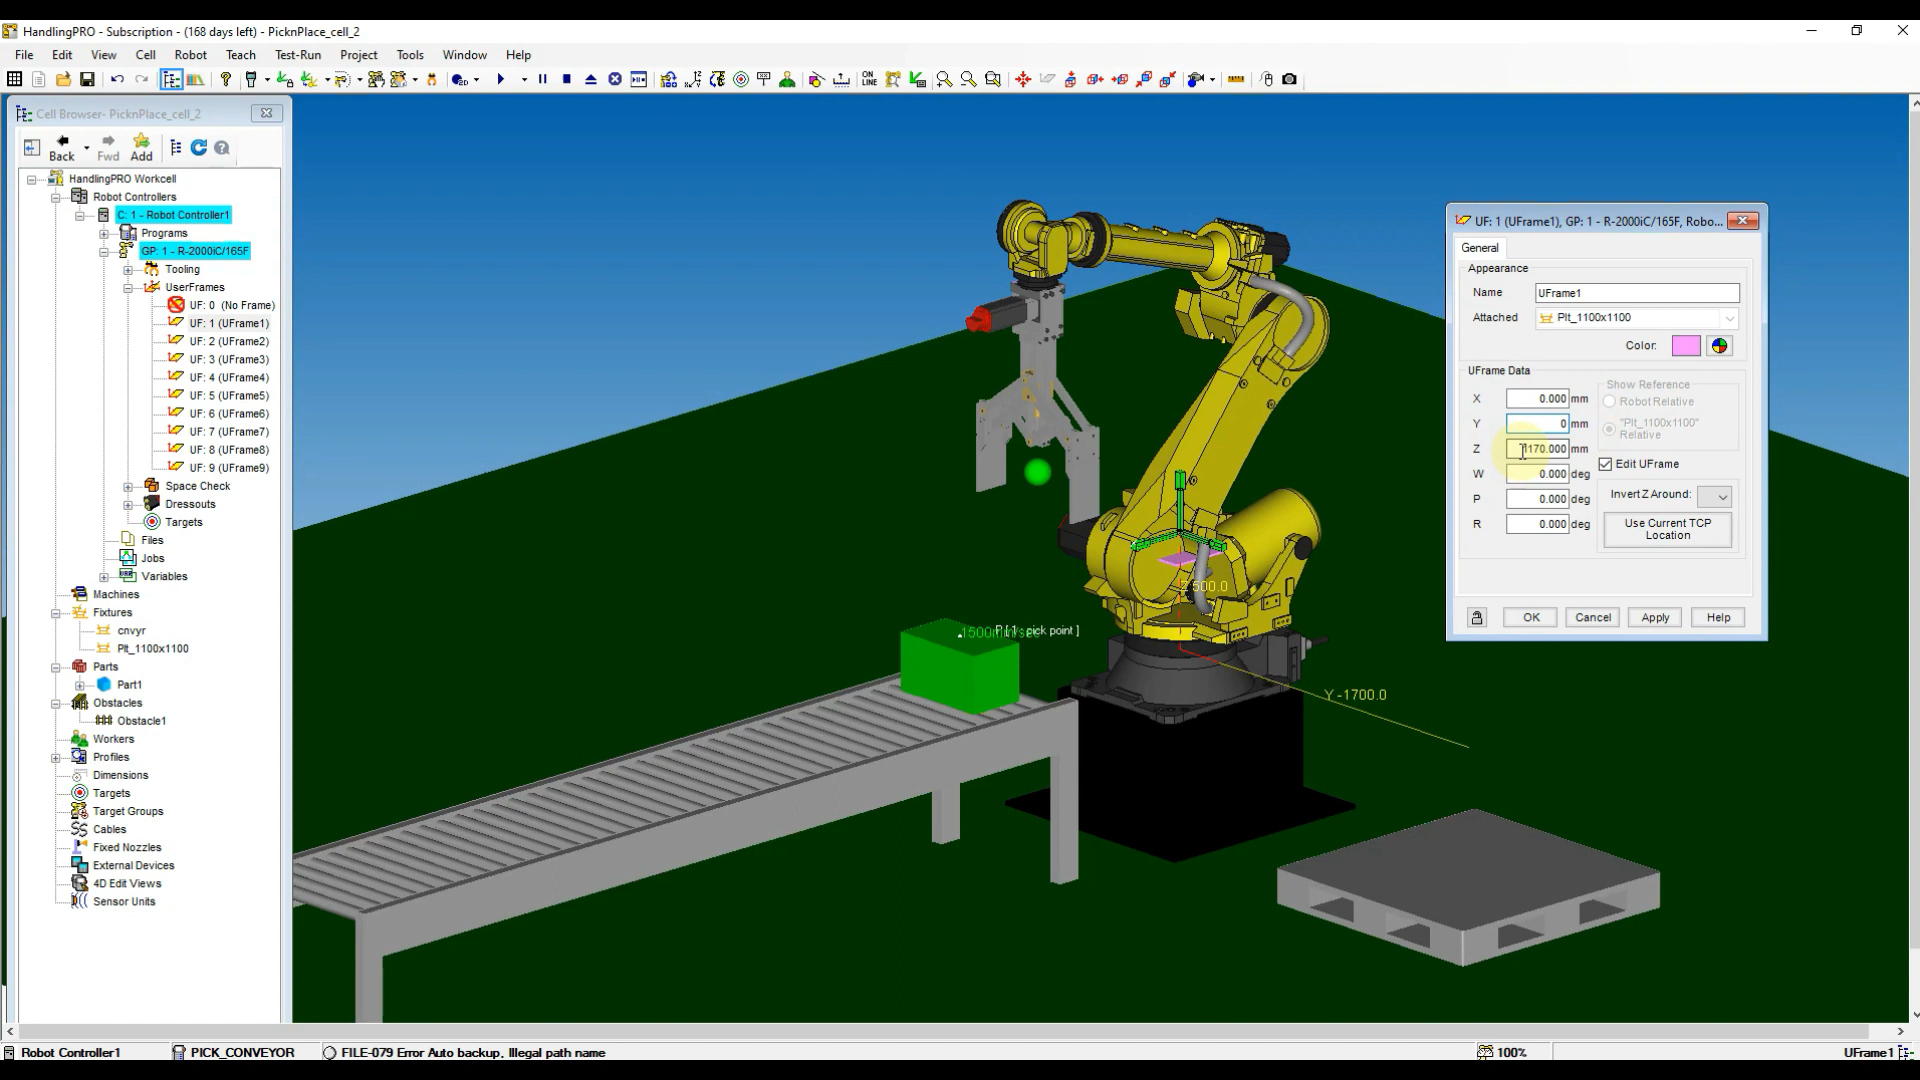 HandlingPRO - Subscription - (168 days left) - PicknPlace_cell_2
File Edit View Cell Robot Teach Test-Run Project Tools Window Help
ON LINE
Cell Browser- PicknPlace_cell_2
Back Fwd Add
HandlingPRO Workcell
Robot Controllers
C: 1 - Robot Controller1
Programs
GP: 1 - R-2000iC/165F
Tooling
UserFrames
UF: 0 (No Frame)
UF: 1 (UFrame1)
UF: 2 (UFrame2)
UF: 3 (UFrame3)
UF: 4 (UFrame4)
UF: 5 (UFrame5)
UF: 6 (UFrame6)
UF: 7 (UFrame7)
UF: 8 (UFrame8)
UF: 9 (UFrame9)
Space Check
Dressouts
Targets
Files
Jobs
Variables
Machines
Fixtures
cnvyr
Plt_1100x1100
Parts
Part1
Obstacles
Obstacle1
Workers
Profiles
Dimensions
Targets
Target Groups
Cables
Fixed Nozzles
External Devices
4D Edit Views
Sensor Units
Z 500.0
1500mm/sec
P[ 1: pick point ]
Y -1700.0
UF: 1 (UFrame1), GP: 1 - R-2000iC/165F, Robo...
General
Appearance
Name UFrame1
Attached Plt_1100x1100
Color:
UFrame Data
X 0.000 mm
Y 0 mm
Z 1170.000 mm
W 0.000 deg
P 0.000 deg
R 0.000 deg
Show Reference
Robot Relative
"Plt_1100x1100" Relative
Edit UFrame
Invert Z Around:
Use Current TCP Location
OK Cancel Apply Help
Robot Controller1 PICK_CONVEYOR FILE-079 Error Auto backup, Illegal path name 100% UFrame1